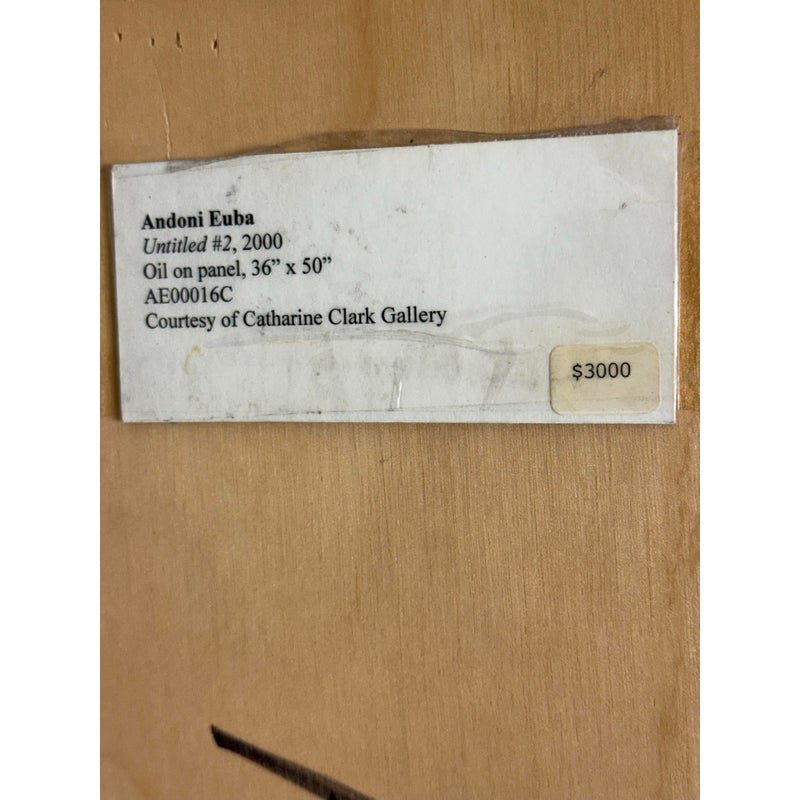 Andoni Euba
Untitled #2, 2000
Oil on panel, 36” x 50”
AE00016C
Courtesy of Catharine Clark Gallery
$3000